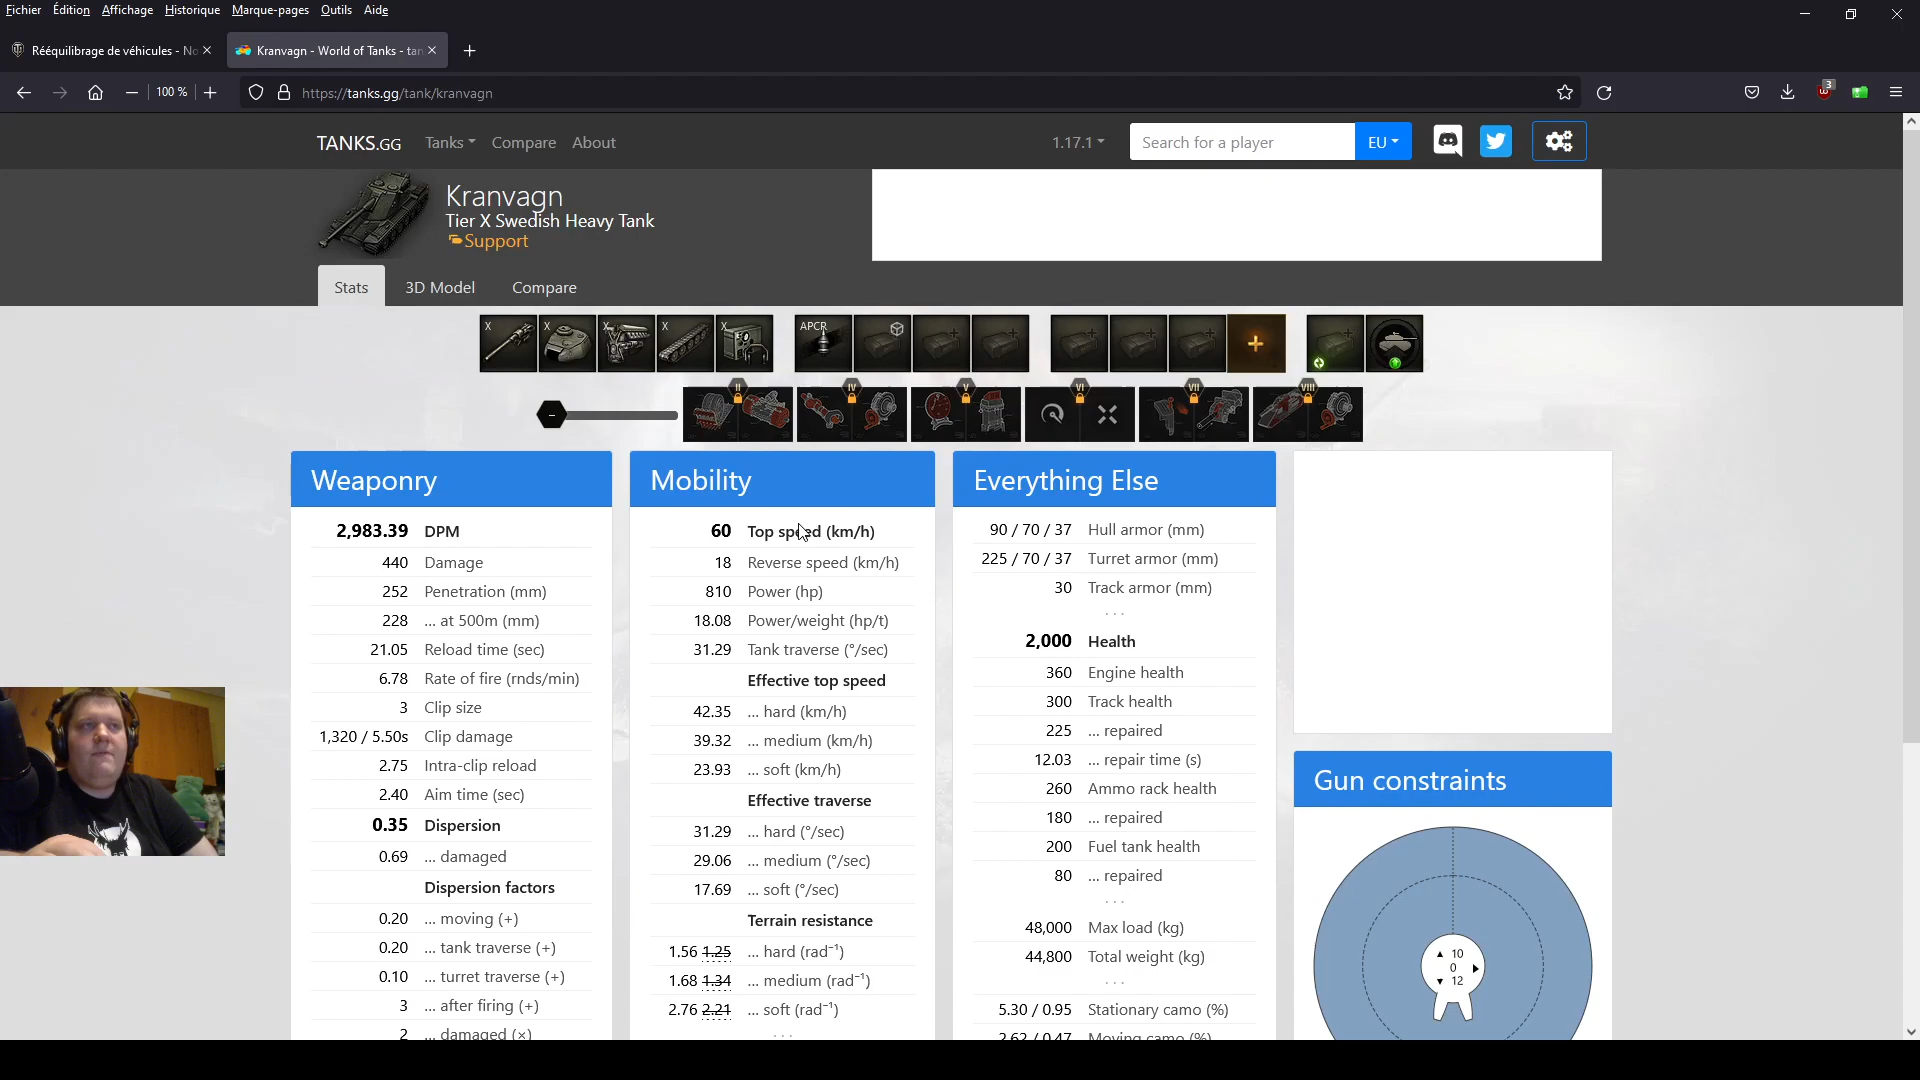 Fichier Édition Affichage Historique Marque-pages Outils Aide
Rééquilibrage de véhicules - No
Kranvagn - World of Tanks - tan
100 %
https://tanks.gg/tank/kranvagn
3
TANKS.GG Tanks Compare About 1.17.1 Search for a player EU
Kranvagn
Tier X Swedish Heavy Tank
Support
Stats 3D Model Compare
X X X X X APCR
II IV V VI VII VIII
Weaponry
2,983.39 DPM
440 Damage
252 Penetration (mm)
228 ... at 500m (mm)
21.05 Reload time (sec)
6.78 Rate of fire (rnds/min)
3 Clip size
1,320 / 5.50s Clip damage
2.75 Intra-clip reload
2.40 Aim time (sec)
0.35 Dispersion
0.69 ... damaged
Dispersion factors
0.20 ... moving (+)
0.20 ... tank traverse (+)
0.10 ... turret traverse (+)
3 ... after firing (+)
2 ... damaged (×)
Mobility
60 Top speed (km/h)
18 Reverse speed (km/h)
810 Power (hp)
18.08 Power/weight (hp/t)
31.29 Tank traverse (°/sec)
Effective top speed
42.35 ... hard (km/h)
39.32 ... medium (km/h)
23.93 ... soft (km/h)
Effective traverse
31.29 ... hard (°/sec)
29.06 ... medium (°/sec)
17.69 ... soft (°/sec)
Terrain resistance
1.56 1.25 ... hard (rad⁻¹)
1.68 1.34 ... medium (rad⁻¹)
2.76 2.21 ... soft (rad⁻¹)
...
Everything Else
90 / 70 / 37 Hull armor (mm)
225 / 70 / 37 Turret armor (mm)
30 Track armor (mm)
...
2,000 Health
360 Engine health
300 Track health
225 ... repaired
12.03 ... repair time (s)
260 Ammo rack health
180 ... repaired
200 Fuel tank health
80 ... repaired
...
48,000 Max load (kg)
44,800 Total weight (kg)
...
5.30 / 0.95 Stationary camo (%)
2.62 / 0.47 Moving camo (%)
Gun constraints
10
0
12